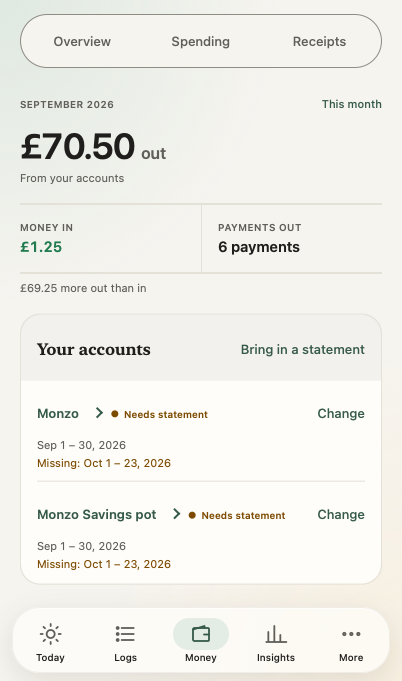 Overview Spending Receipts
SEPTEMBER 2026 This month
£70.50 out
From your accounts
MONEY IN PAYMENTS OUT
£1.25 6 payments
£69.25 more out than in
Your accounts Bring in a statement
Monzo Needs statement Change
Sep 1 – 30, 2026
Missing: Oct 1 – 23, 2026
Monzo Savings pot Needs statement Change
Sep 1 – 30, 2026
Missing: Oct 1 – 23, 2026
Today Logs Money Insights More